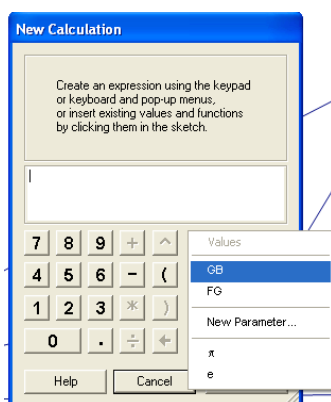 New Calculation
Create an expression using the keypad
or keyboard and pop-up menus,
or insert existing values and functions
by clicking them in the sketch.
7 8 9 + ^ Values
4 5 6 - ( GB
FG
1 2 3 * ) New Parameter...
0 . ÷ ← π
e
Help Cancel